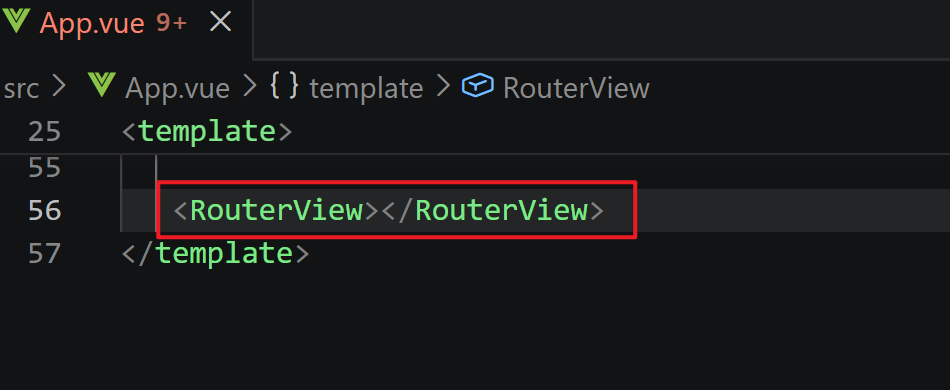 App.vue 9+
src > App.vue > {} template > RouterView
25 <template>
55
56 <RouterView></RouterView>
57 </template>